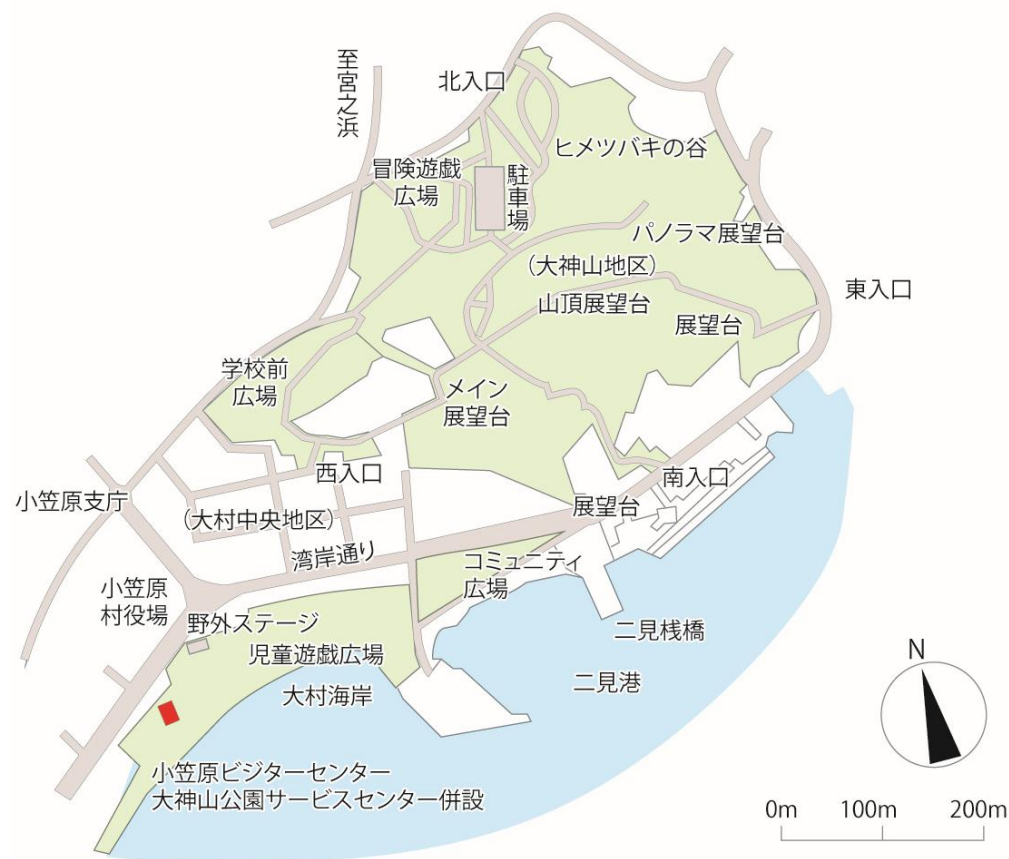 至宮之浜
北入口
ヒメツバキの谷
冒険遊戯
広場
駐車場
パノラマ展望台
(大神山地区)
東入口
山頂展望台
展望台
学校前
広場
メイン
展望台
西入口
南入口
小笠原支庁
展望台
(大村中央地区)
湾岸通り
コミュニティ
広場
小笠原
村役場
野外ステージ
二見桟橋
児童遊戯広場
N
二見港
大村海岸
小笠原ビジターセンター
大神山公園サービスセンター併設
0m 100m 200m